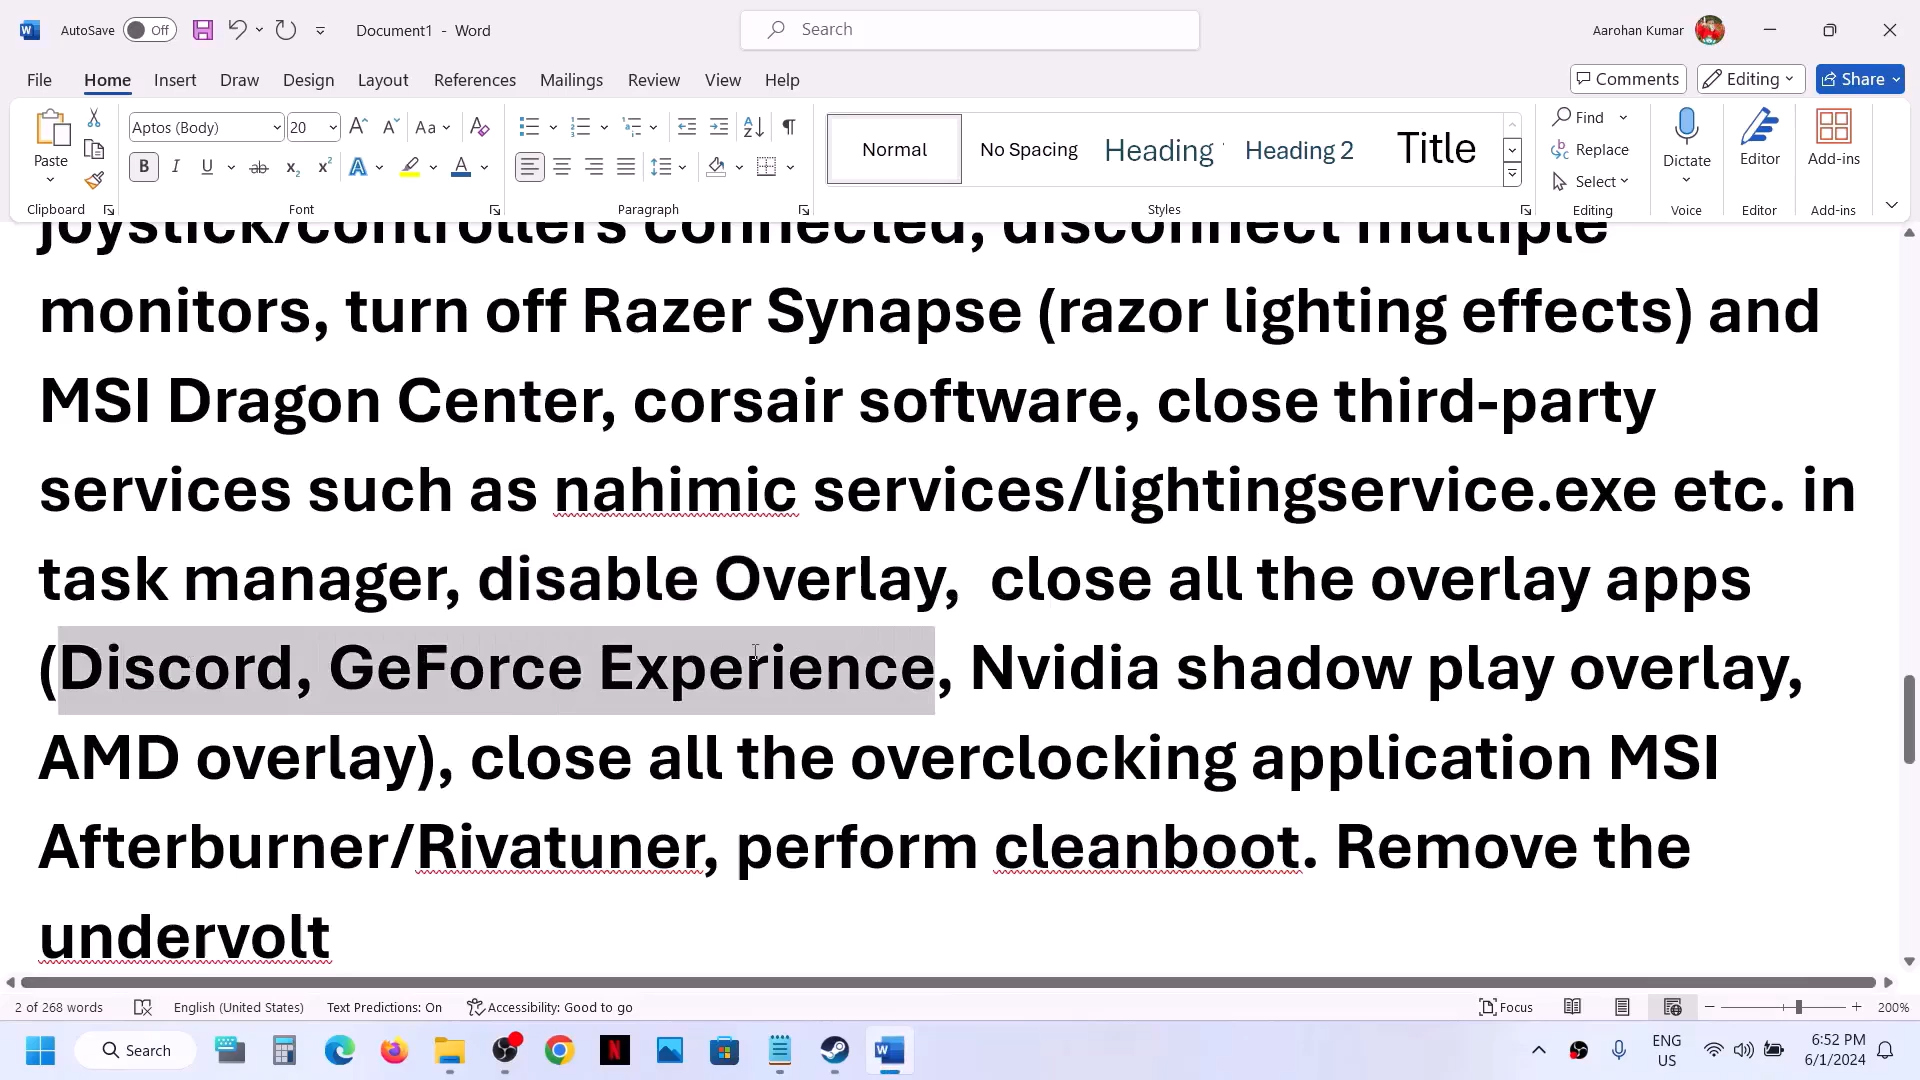 AutoSave Off Document1 - Word Search Aarohan Kumar
File Home Insert Draw Design Layout References Mailings Review View Help Comments Editing Share
Paste
Aptos (Body) 20
Normal No Spacing Heading Heading 2 Title
Find
Replace
Select
Dictate Editor Add-ins
Clipboard Font Paragraph Styles Editing Voice Editor Add-ins
joystick/controllers connected, disconnect multiple
monitors, turn off Razer Synapse (razor lighting effects) and
MSI Dragon Center, corsair software, close third-party
services such as nahimic services/lightingservice.exe etc. in
task manager, disable Overlay,  close all the overlay apps
(Discord, GeForce Experience, Nvidia shadow play overlay,
AMD overlay), close all the overclocking application MSI
Afterburner/Rivatuner, perform cleanboot. Remove the
undervolt
2 of 268 words English (United States) Text Predictions: On Accessibility: Good to go Focus 200%
Search ENG US 6:52 PM 6/1/2024